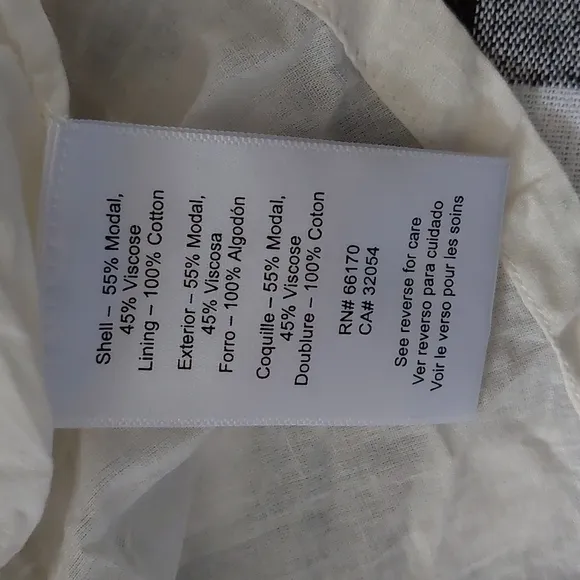 Shell – 55% Modal,
45% Viscose
Lining – 100% Cotton
Exterior – 55% Modal,
45% Viscosa
Forro – 100% Algodón
Coquille – 55% Modal,
45% Viscose
Doublure – 100% Coton
RN# 66170
CA# 32054
See reverse for care
Ver reverso para cuidado
Voir le verso pour les soins